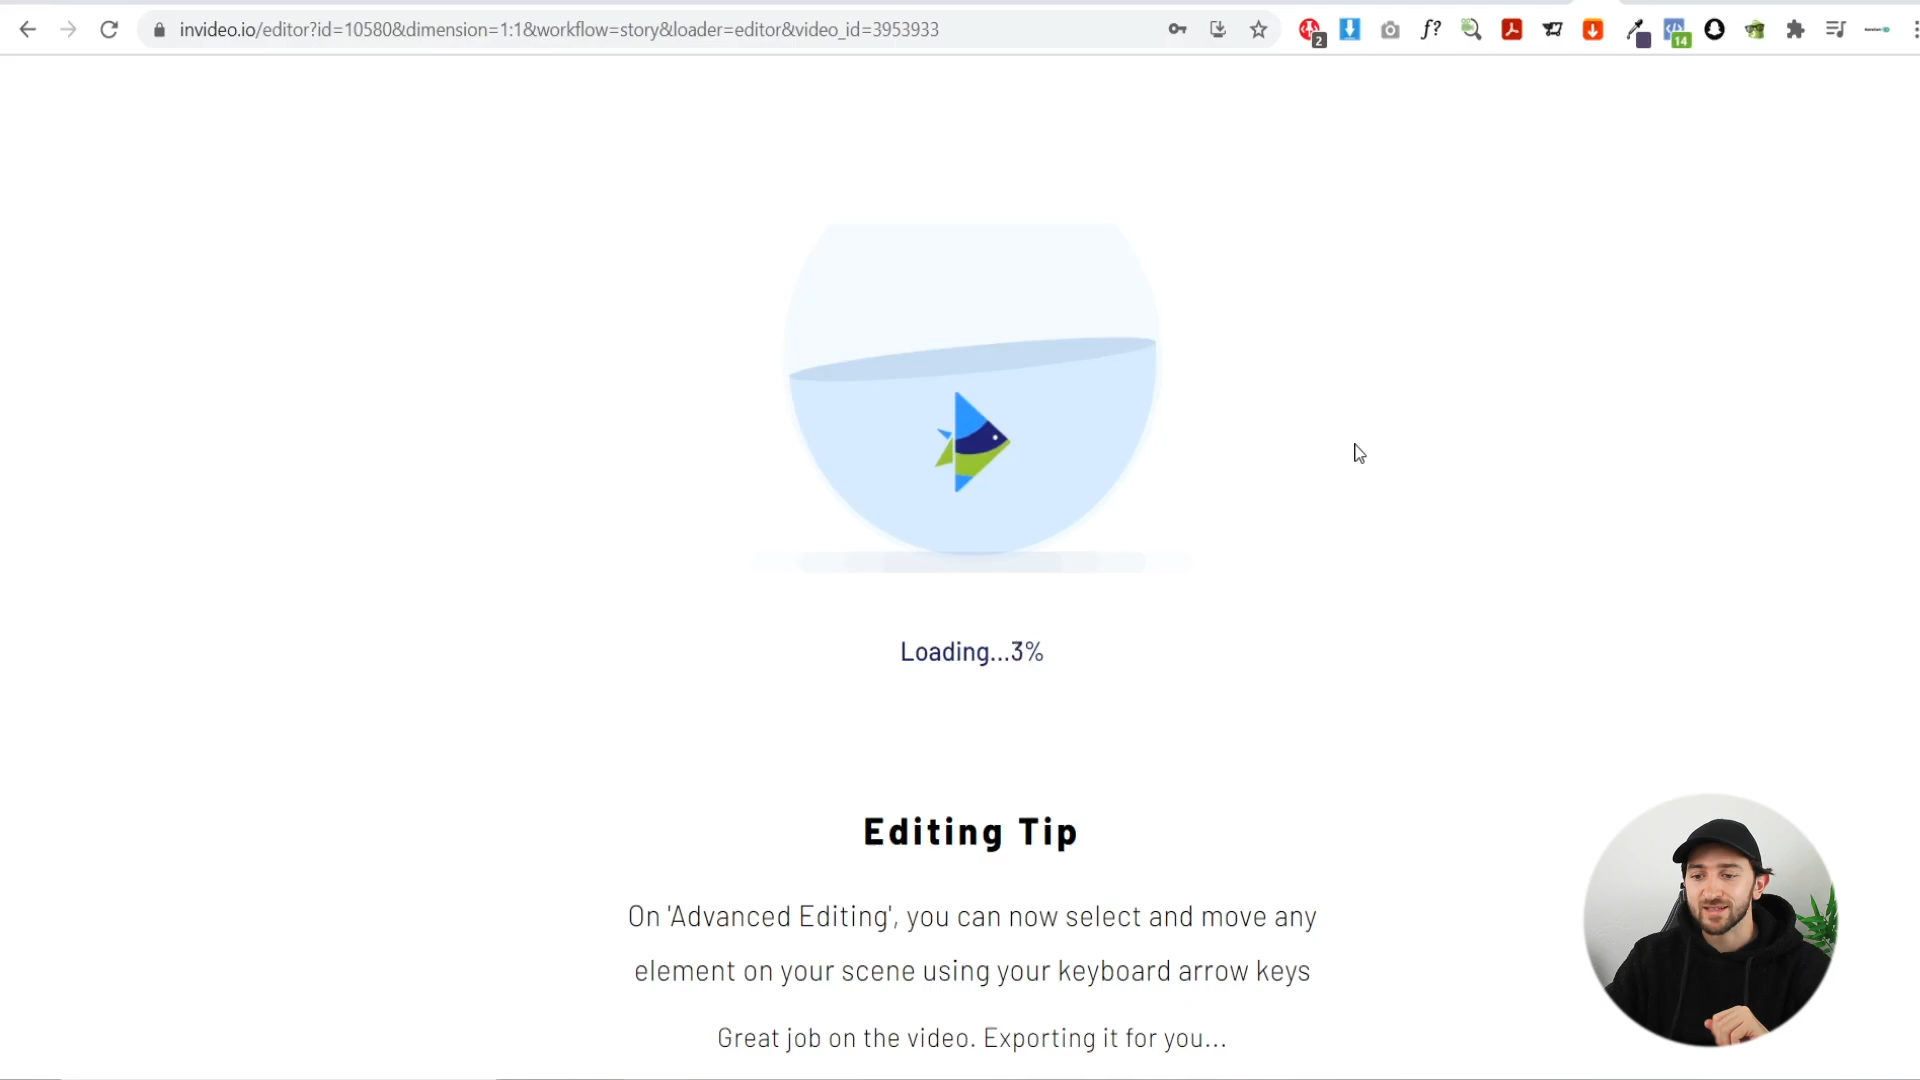 invideo.io/editor?id=10580&dimension=1:1&workflow=story&loader=editor&video_id=3953933
2
f?
14
Loading...3%
Editing Tip
On 'Advanced Editing', you can now select and move any
element on your scene using your keyboard arrow keys
Great job on the video. Exporting it for you...